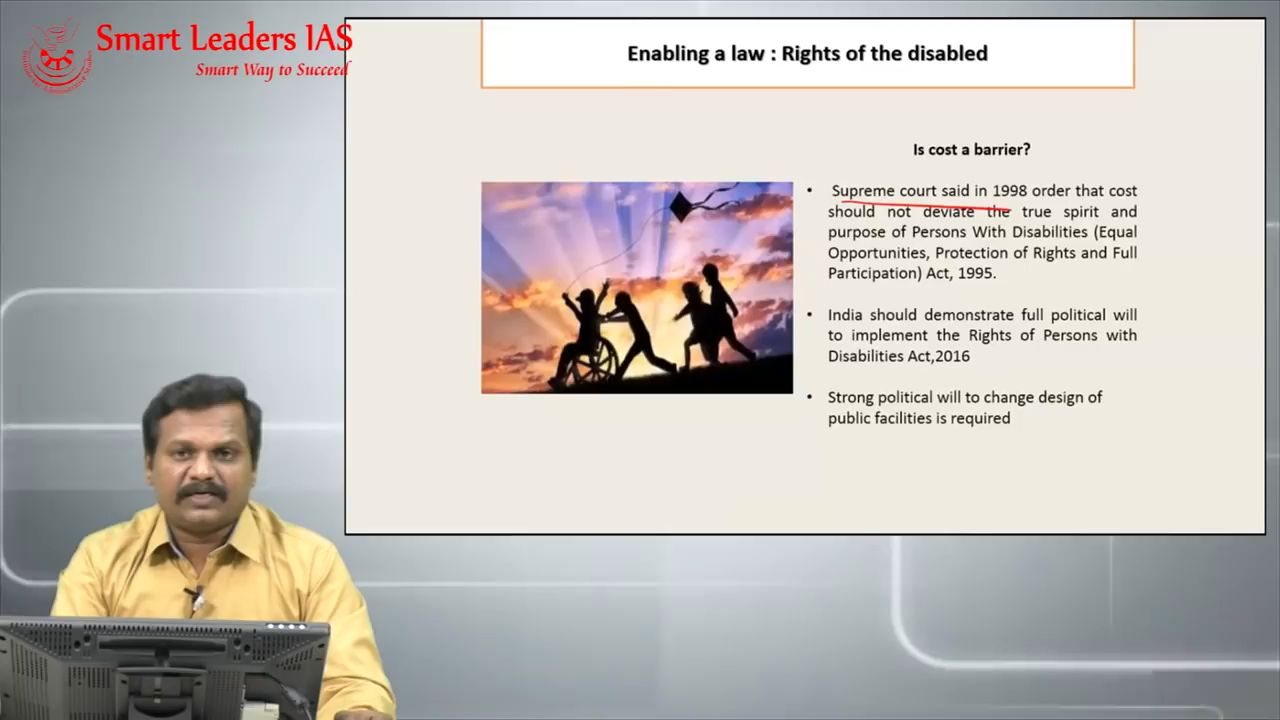 Smart Leaders IAS
Smart Way to Succeed
Enabling a law : Rights of the disabled
Is cost a barrier?
• Supreme court said in 1998 order that cost
should not deviate the true spirit and
purpose of Persons With Disabilities (Equal
Opportunities, Protection of Rights and Full
Participation) Act, 1995.
• India should demonstrate full political will
to implement the Rights of Persons with
Disabilities Act,2016
• Strong political will to change design of
public facilities is required